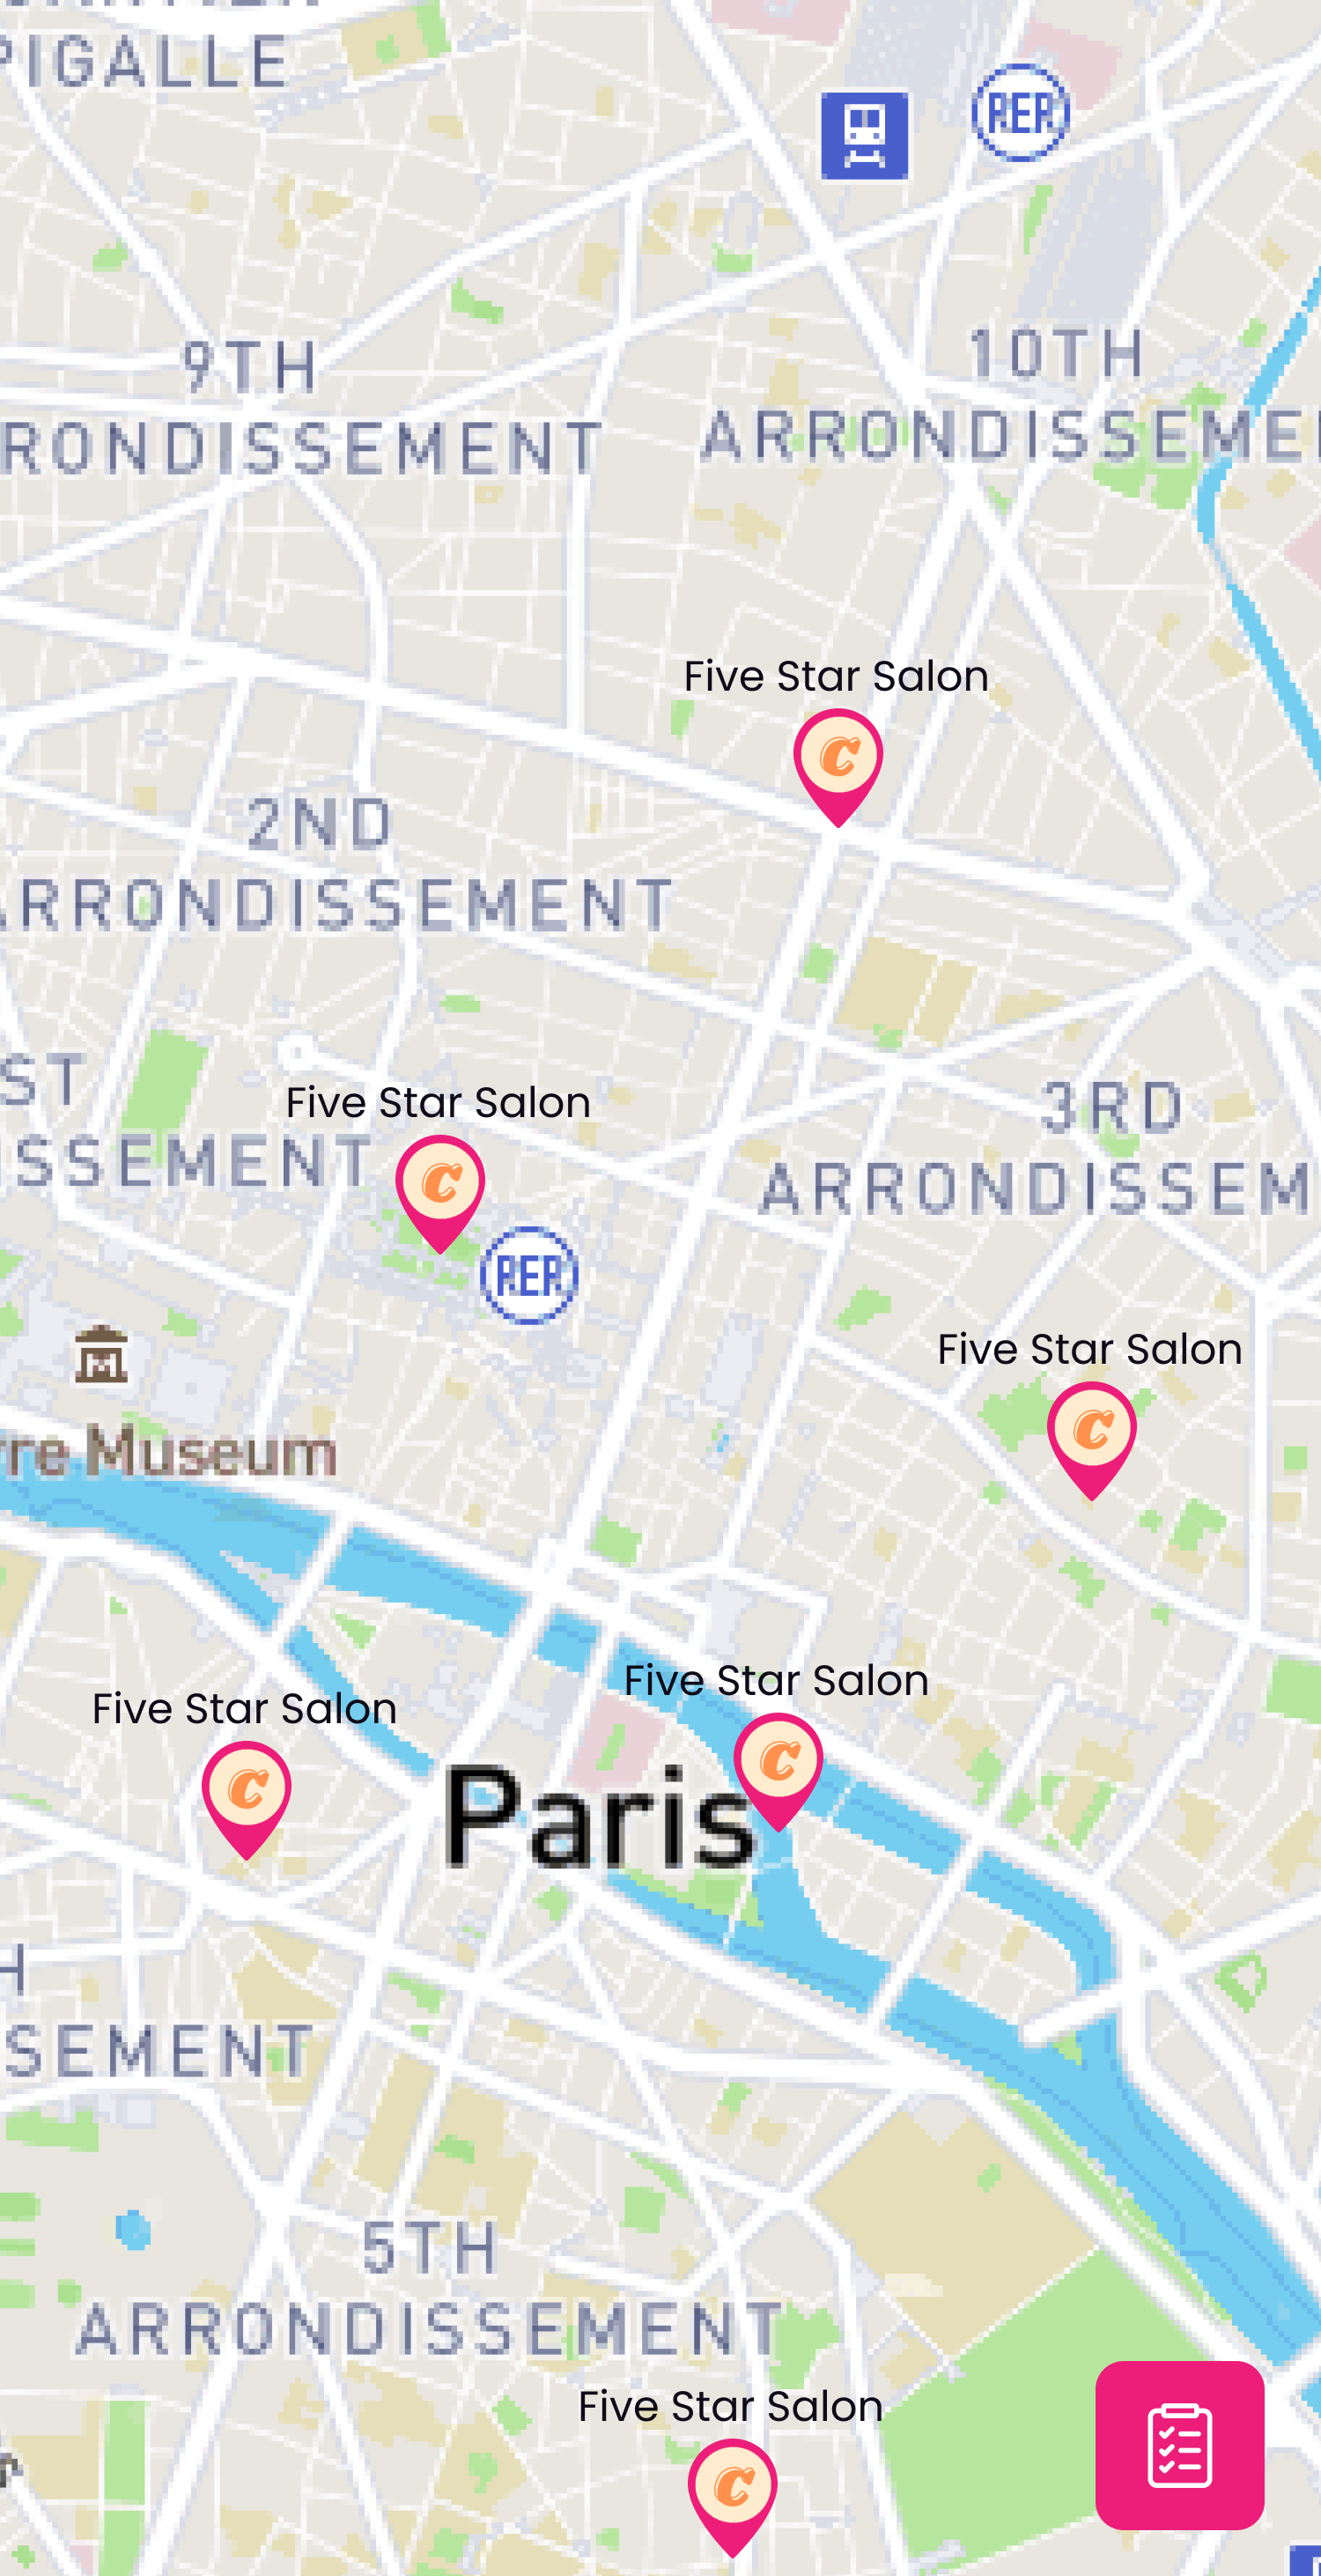 PIGALLE
RER
9TH
RONDISSEMENT
10TH
ARRONDISSEME
Five Star Salon
C
2ND
ARRONDISSEMENT
ST
ISSEMENT
Five Star Salon
C
RER
3RD
ARRONDISSEM
Five Star Salon
C
re Museum
Five Star Salon
C
Five Star Salon
C
Paris
H
SEMENT
5TH
ARRONDISSEMENT
Five Star Salon
C